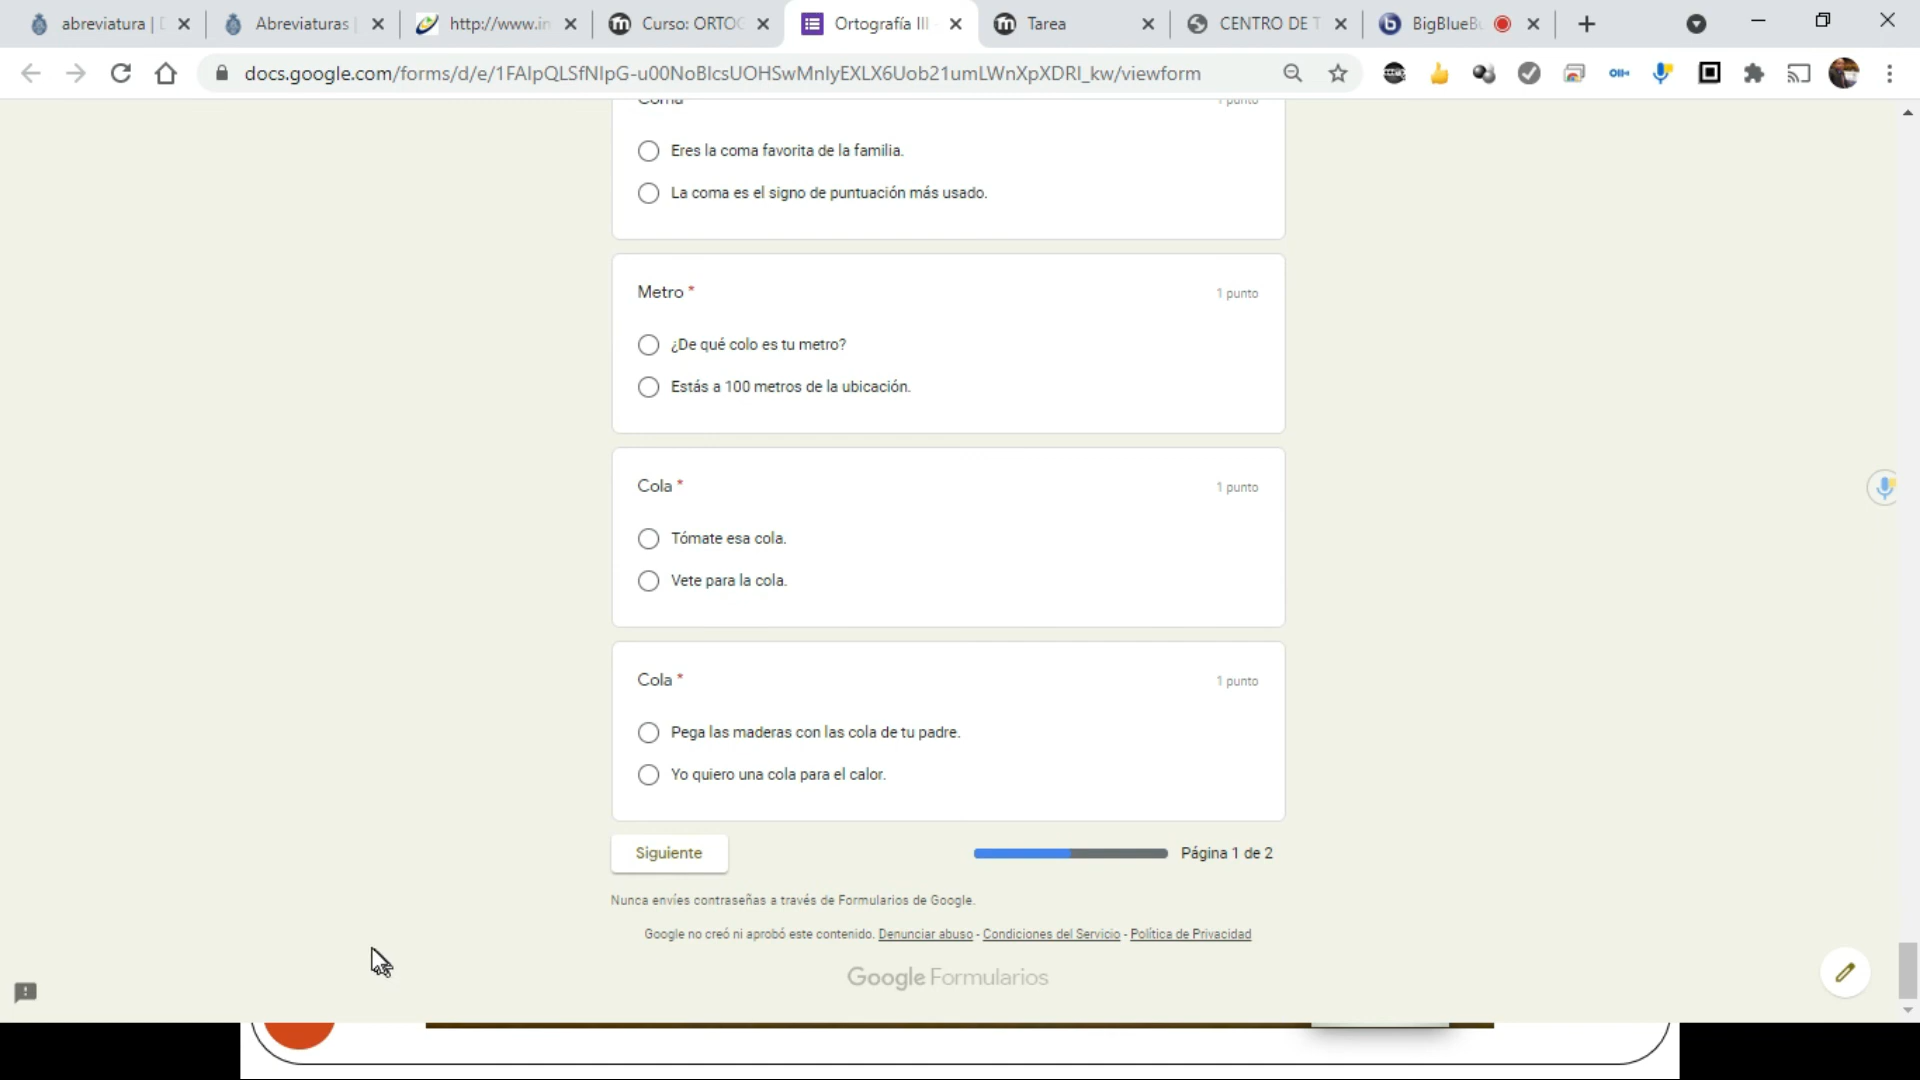 abreviatura |
Abreviaturas
http://www.in
Curso: ORTOG
Ortografía III
Tarea
CENTRO DE T
BigBlueB
docs.google.com/forms/d/e/1FAIpQLSfNIpG-u00NoBlcsUOHSwMnlyEXLX6Uob21umLWnXpXDRI_kw/viewform
Coma
1 punto
Eres la coma favorita de la familia.
La coma es el signo de puntuación más usado.
Metro *
1 punto
¿De qué colo es tu metro?
Estás a 100 metros de la ubicación.
Cola *
1 punto
Tómate esa cola.
Vete para la cola.
Cola *
1 punto
Pega las maderas con las cola de tu padre.
Yo quiero una cola para el calor.
Siguiente
Página 1 de 2
Nunca envíes contraseñas a través de Formularios de Google.
Google no creó ni aprobó este contenido. Denunciar abuso - Condiciones del Servicio - Política de Privacidad
Google Formularios